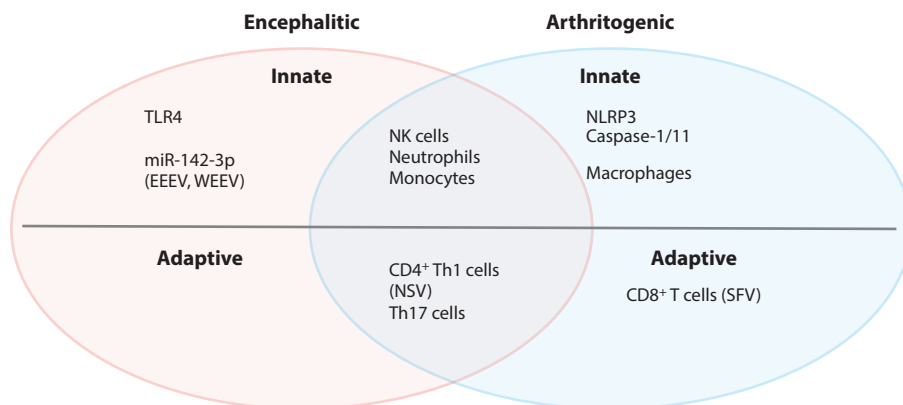 Encephalitic
Arthritogenic
Innate
Innate
TLR4
miR-142-3p
(EEEV, WEEV)
NK cells
Neutrophils
Monocytes
NLRP3
Caspase-1/11
Macrophages
Adaptive
Adaptive
CD4⁺ Th1 cells
(NSV)
Th17 cells
CD8⁺ T cells (SFV)